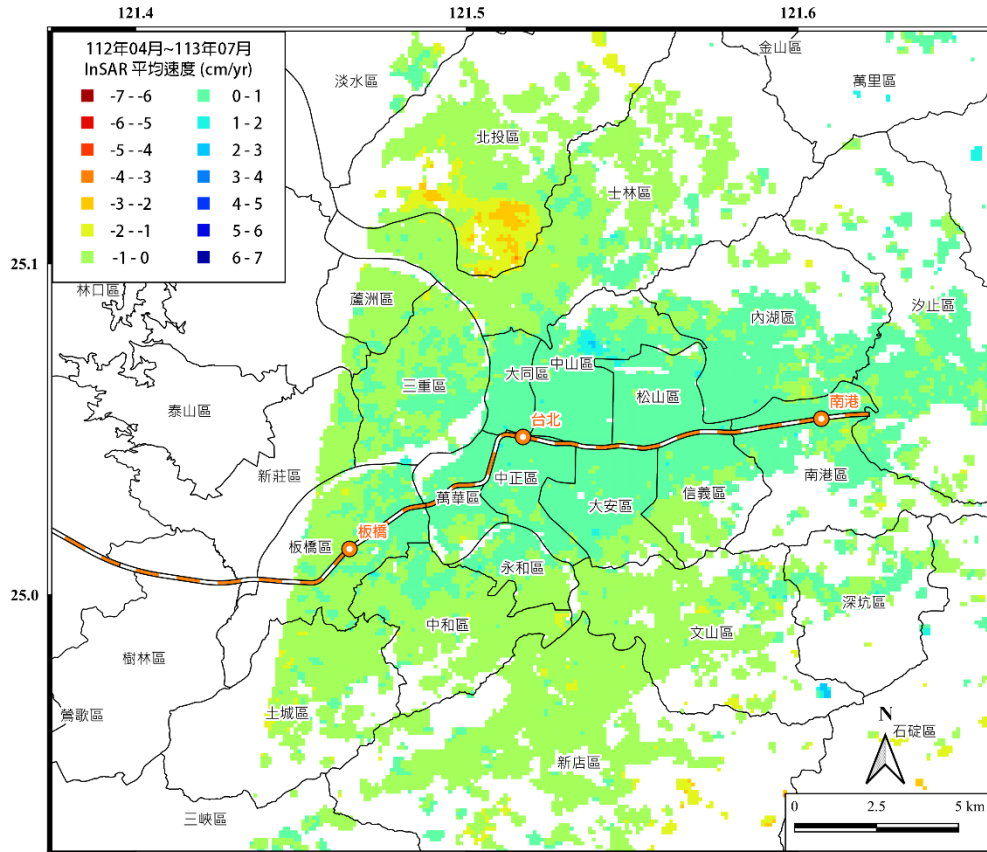 121.4
121.5
121.6
112年04月~113年07月
InSAR 平均速度 (cm/yr)
-7 - -6
-6 - -5
-5 - -4
-4 - -3
-3 - -2
-2 - -1
-1 - 0
0 - 1
1 - 2
2 - 3
3 - 4
4 - 5
5 - 6
6 - 7
金山區
淡水區
萬里區
北投區
士林區
25.1
林口區
蘆洲區
內湖區
汐止區
大同區
中山區
三重區
松山區
泰山區
南港
台北
新莊區
中正區
南港區
萬華區
信義區
大安區
板橋
板橋區
永和區
25.0
深坑區
中和區
文山區
樹林區
鶯歌區
土城區
N
石碇區
新店區
三峽區
0
2.5
5 km